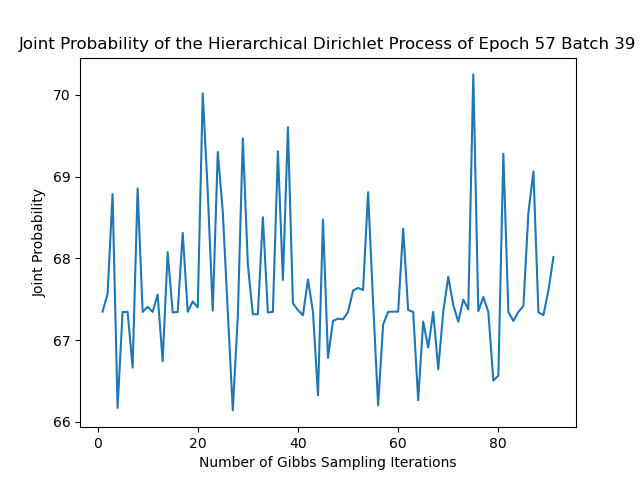 Joint Probability of the Hierarchical Dirichlet Process of Epoch 57 Batch 39
70
69
68
67
66
Joint Probability
0 20 40 60 80
Number of Gibbs Sampling Iterations